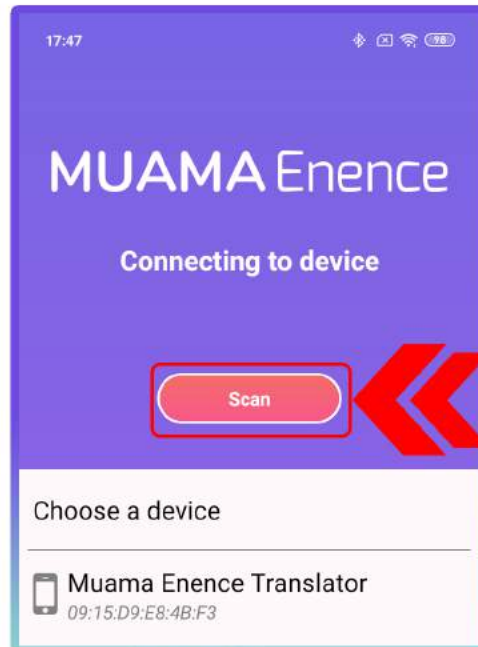 17:47
98
MUAMA Enence
Connecting to device
Scan
Choose a device
Muama Enence Translator
09:15:D9:E8:4B:F3